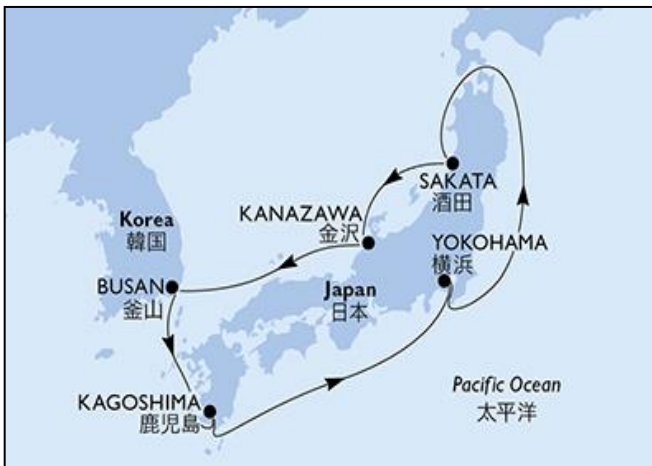 SAKATA
酒田
KANAZAWA
金沢
Korea
韓国
YOKOHAMA
横浜
BUSAN
釜山
Japan
日本
KAGOSHIMA
鹿児島
Pacific Ocean
太平洋